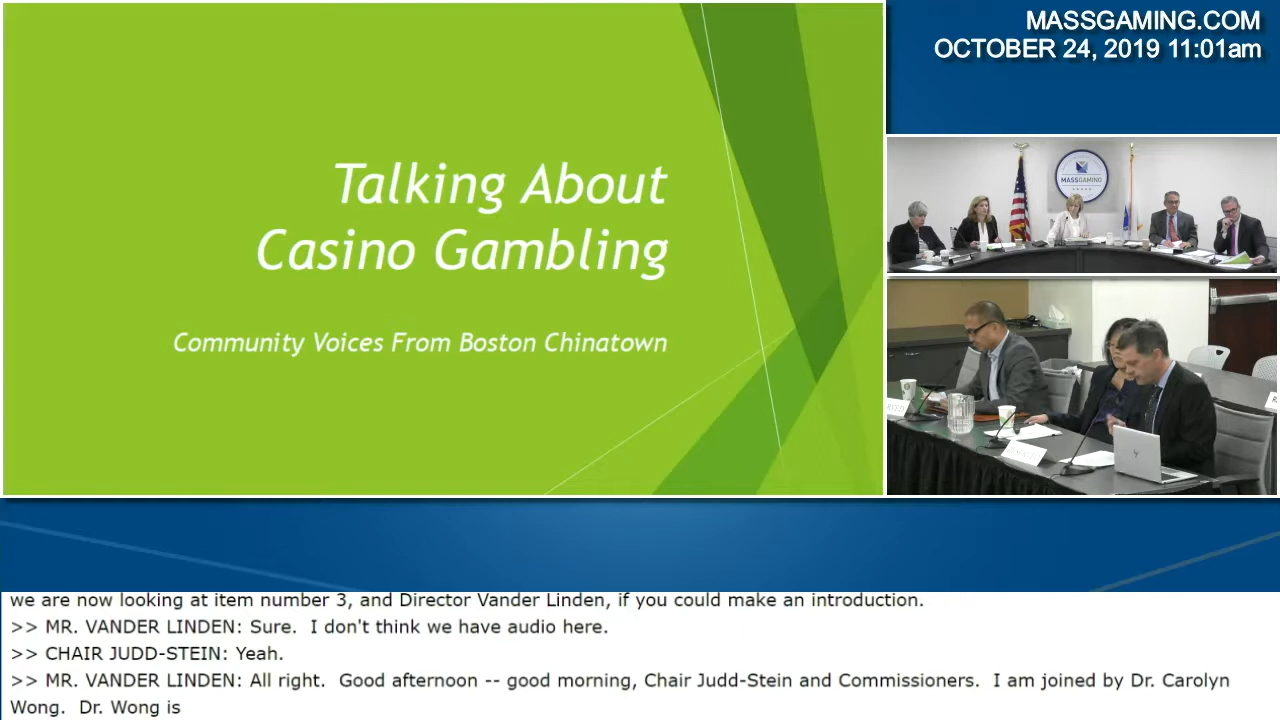 Talking About
Casino Gambling
Community Voices From Boston Chinatown
MASSGAMING.COM
OCTOBER 24, 2019 11:01am
MASSGAMING
we are now looking at item number 3, and Director Vander Linden, if you could make an introduction.
>> MR. VANDER LINDEN: Sure.  I don't think we have audio here.
>> CHAIR JUDD-STEIN: Yeah.
>> MR. VANDER LINDEN: All right.  Good afternoon -- good morning, Chair Judd-Stein and Commissioners.  I am joined by Dr. Carolyn
Wong.  Dr. Wong is